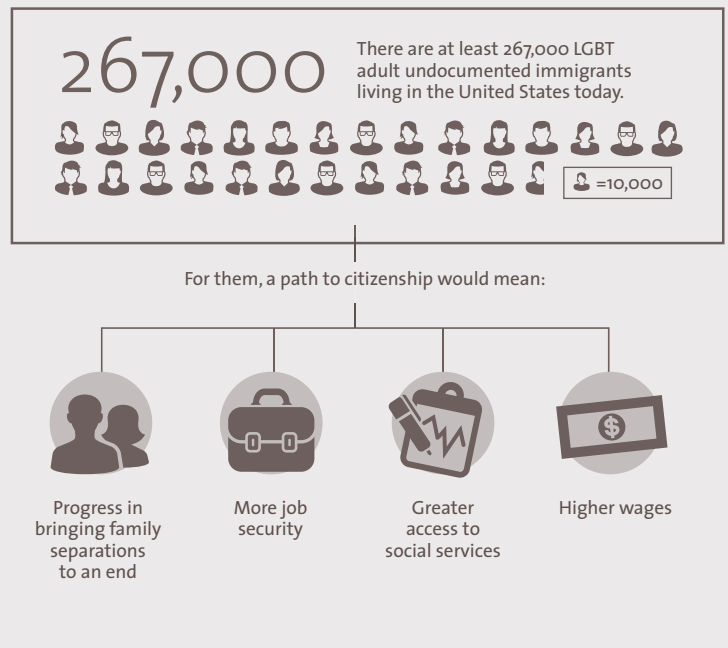 267,000
There are at least 267,000 LGBT
adult undocumented immigrants
living in the United States today.
=10,000
For them, a path to citizenship would mean:
Progress in
bringing family
separations
to an end
More job
security
Greater
access to
social services
$
Higher wages